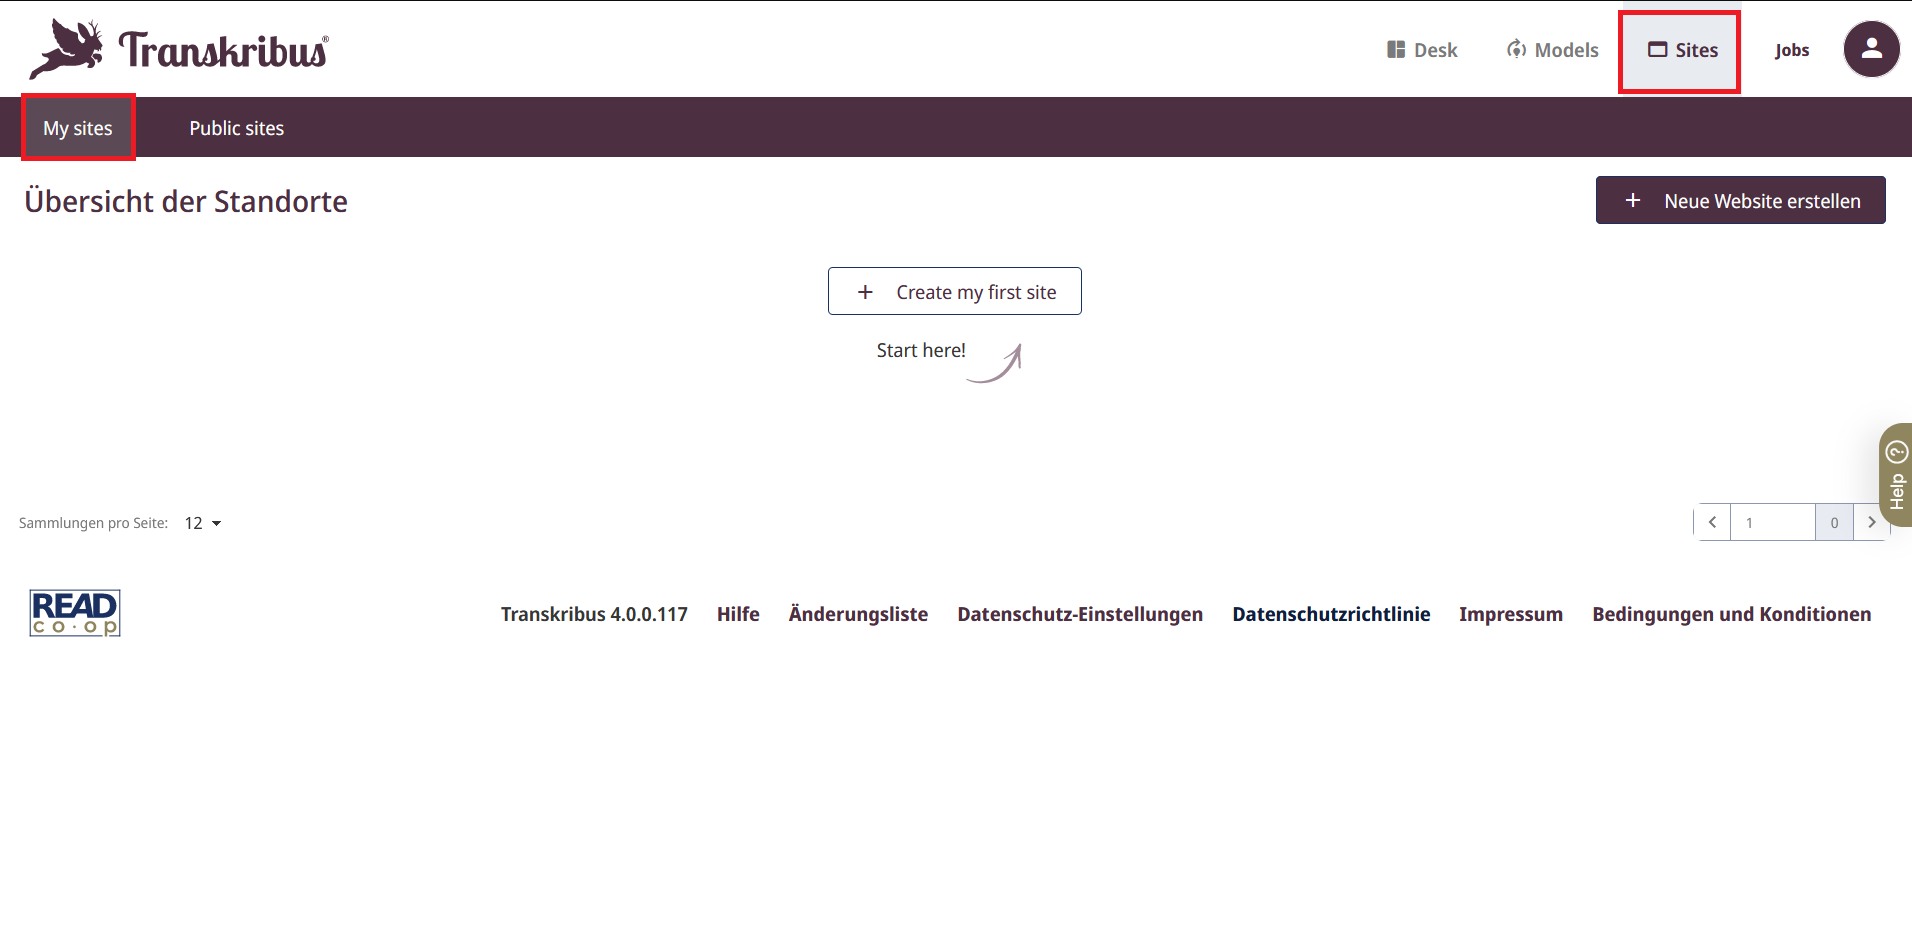 Transkribus®
Desk
Models
Sites
Jobs
My sites
Public sites
Übersicht der Standorte
+ Neue Website erstellen
+ Create my first site
Start here!
Help ?
Sammlungen pro Seite: 12
< 1 0 >
READ
co·op
Transkribus 4.0.0.117 Hilfe Änderungsliste Datenschutz-Einstellungen Datenschutzrichtlinie Impressum Bedingungen und Konditionen